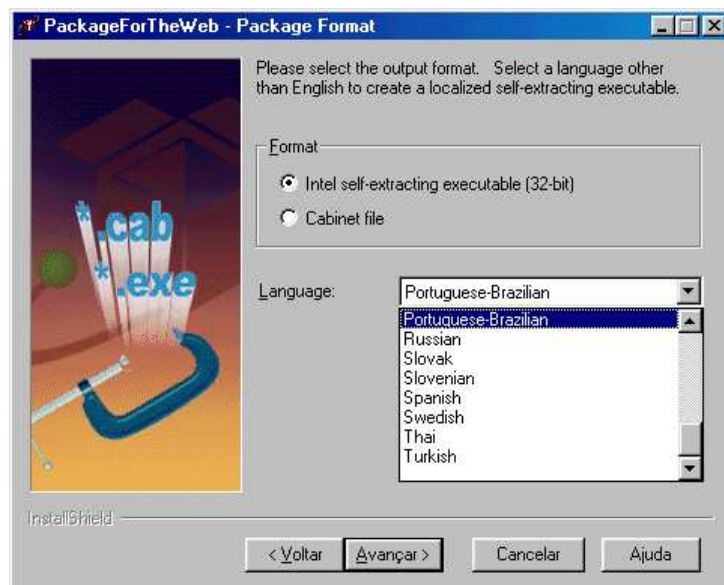 PackageForTheWeb - Package Format
Please select the output format. Select a language other
than English to create a localized self-extracting executable.
Format
Intel self-extracting executable (32-bit)
Cabinet file
*.cab
*.exe
Language:
Portuguese-Brazilian
Portuguese-Brazilian
Russian
Slovak
Slovenian
Spanish
Swedish
Thai
Turkish
InstallShield
< Voltar
Avançar >
Cancelar
Ajuda